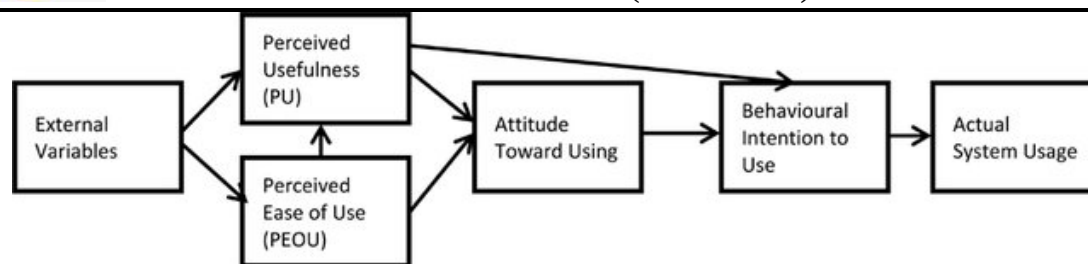 Perceived
Usefulness
(PU)
External
Variables
Perceived
Ease of Use
(PEOU)
Attitude
Toward Using
Behavioural
Intention to
Use
Actual
System Usage